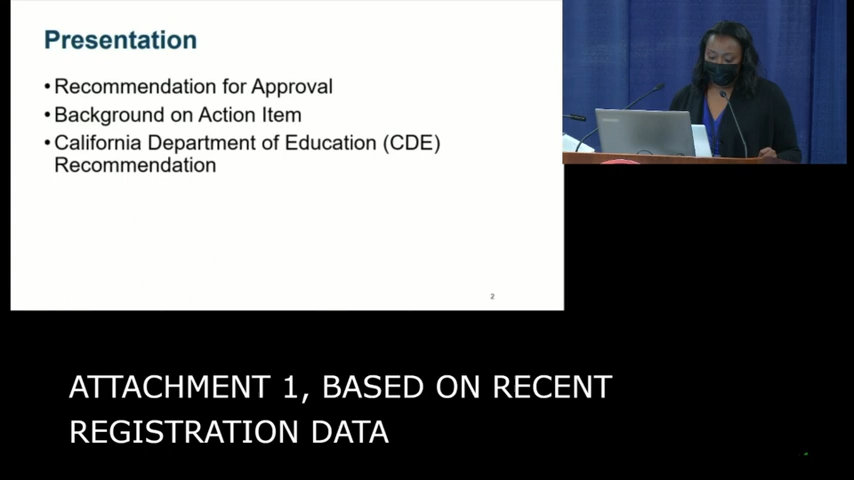 Presentation
• Recommendation for Approval
• Background on Action Item
• California Department of Education (CDE)
Recommendation
2
ATTACHMENT 1, BASED ON RECENT
REGISTRATION DATA